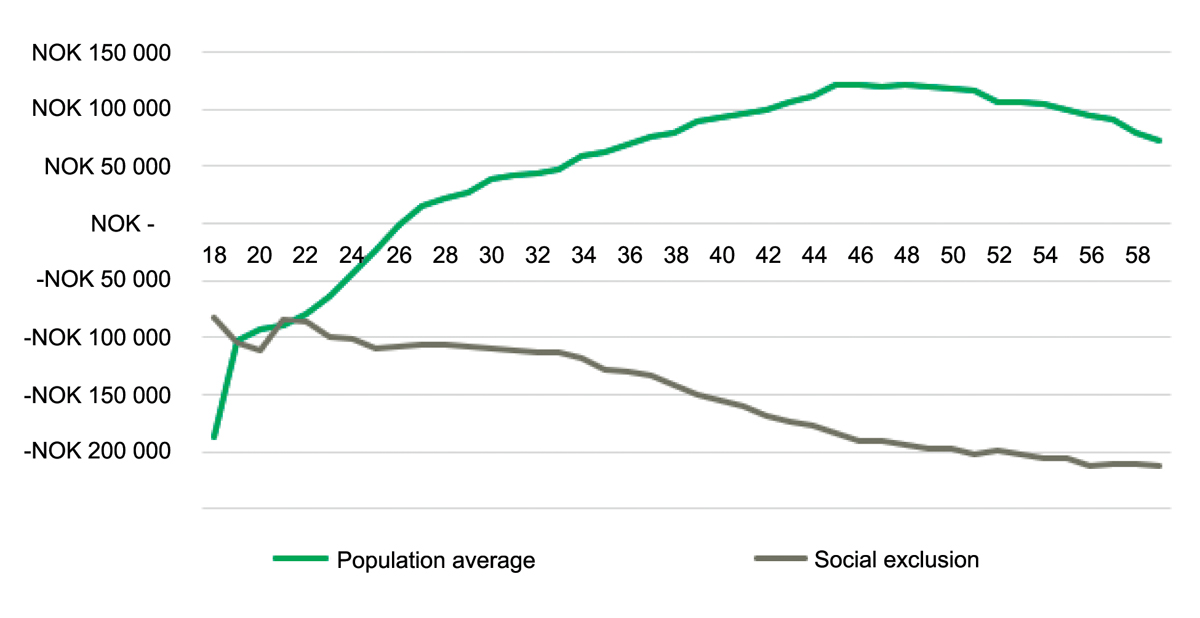 NOK 150 000
NOK 100 000
NOK 50 000
NOK -
18 20 22 24 26 28 30 32 34 36 38 40 42 44 46 48 50 52 54 56 58
-NOK 50 000
-NOK 100 000
-NOK 150 000
-NOK 200 000
Population average Social exclusion